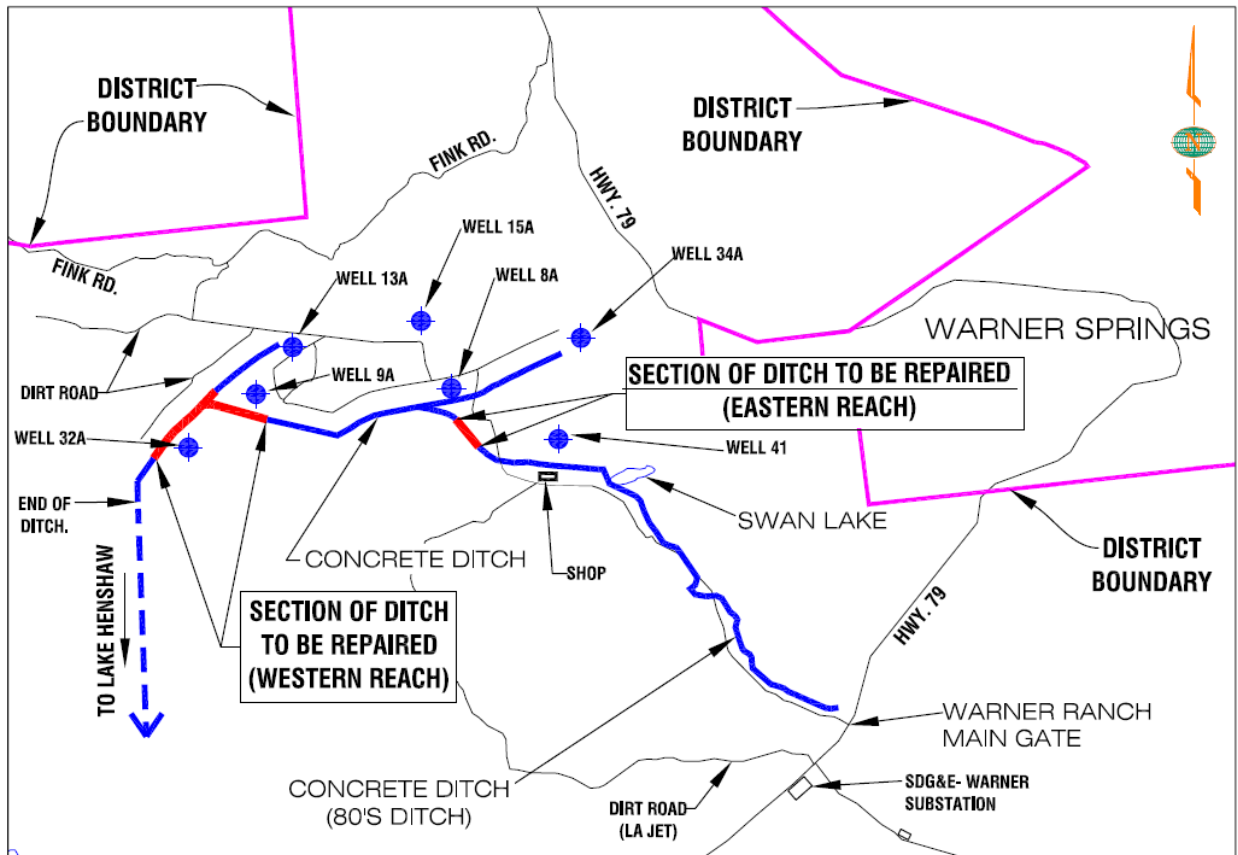 DISTRICT
BOUNDARY
DISTRICT
BOUNDARY
N
FINK RD.
HWY. 79
WELL 15A
WELL 34A
FINK RD.
WELL 13A
WELL 8A
WARNER SPRINGS
DIRT ROAD
WELL 9A
SECTION OF DITCH TO BE REPAIRED
(EASTERN REACH)
WELL 32A
WELL 41
END OF
DITCH.
SWAN LAKE
CONCRETE DITCH
SHOP
DISTRICT
BOUNDARY
TO LAKE HENSHAW
SECTION OF DITCH
TO BE REPAIRED
(WESTERN REACH)
HWY. 79
WARNER RANCH
MAIN GATE
CONCRETE DITCH
(80'S DITCH)
DIRT ROAD
(LA JET)
SDG&E- WARNER
SUBSTATION